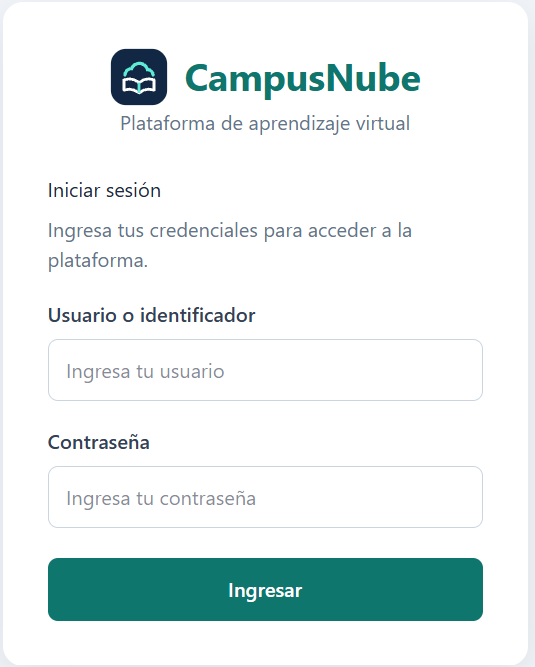 CampusNube
Plataforma de aprendizaje virtual
Iniciar sesión
Ingresa tus credenciales para acceder a la
plataforma.
Usuario o identificador
Ingresa tu usuario
Contraseña
Ingresa tu contraseña
Ingresar